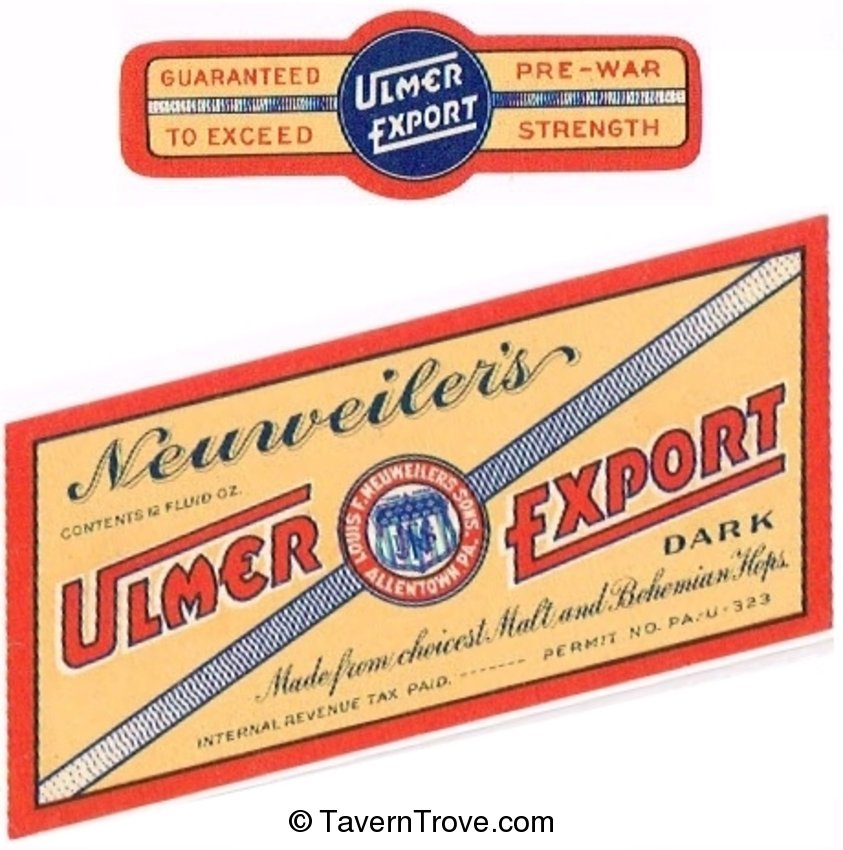 GUARANTEED
TO EXCEED
ULMER
EXPORT
PRE-WAR
STRENGTH
Neuweiler's
CONTENTS 12 FLUID OZ.
ULMER EXPORT
LOUIS F. NEUWEILER'S SONS.
ALLENTOWN PA.
DARK
Made from choicest Malt and Bohemian Hops.
INTERNAL REVENUE TAX PAID. ------- PERMIT NO. PA.-U-323
© TavernTrove.com